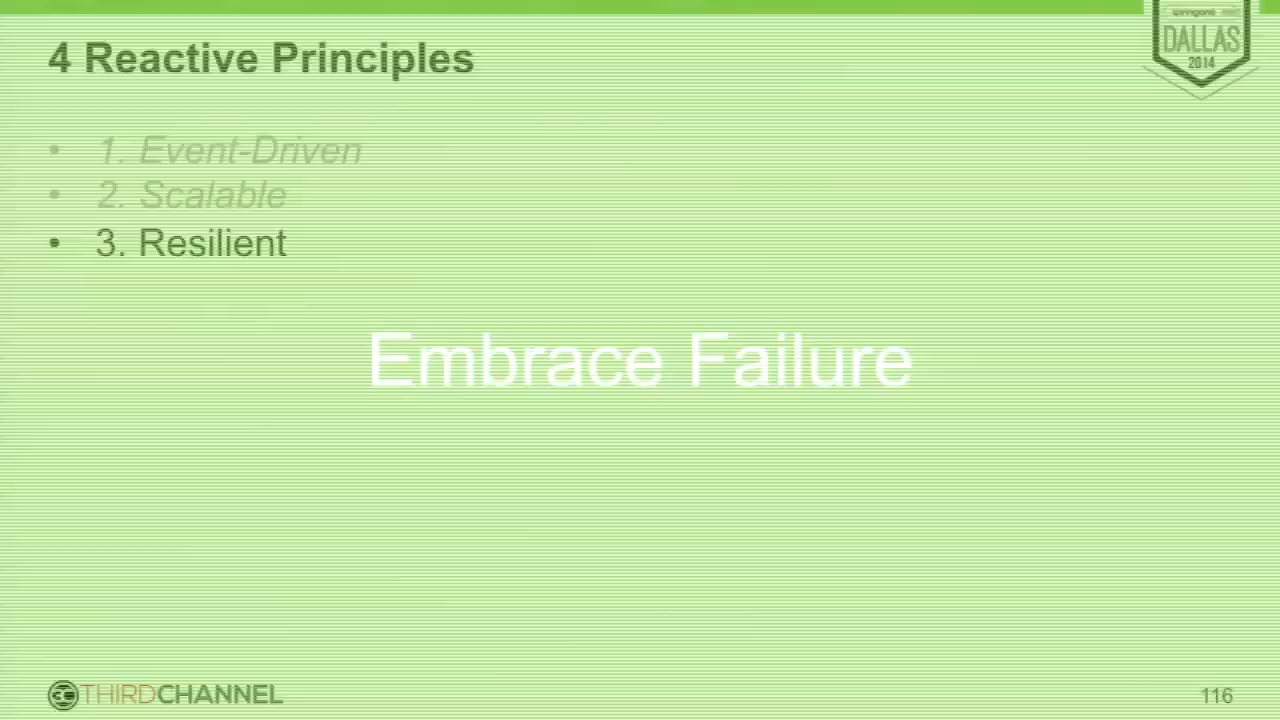 4 Reactive Principles
DALLAS
2014
• 1. Event-Driven
• 2. Scalable
• 3. Resilient
Embrace Failure
THIRDCHANNEL
116